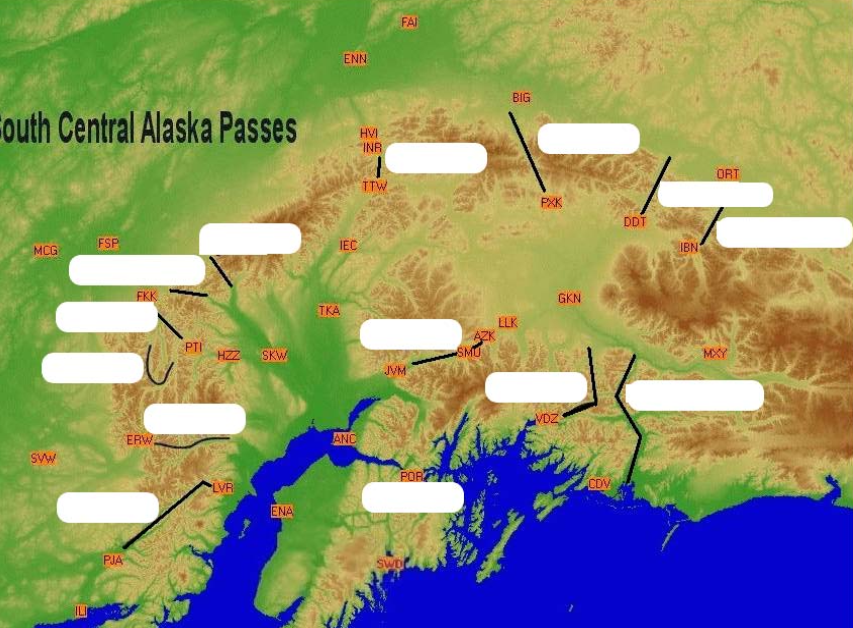 FAI
ENN
BIG
South Central Alaska Passes
HVI
INR
ORT
TTW
PXK
DDT
FSP
IEC
IBN
MCG
FKK
GKN
TKA
LLK
AZK
PTI
SMU
HZZ
SKW
MXY
JVM
VDZ
ERW
ANC
SVW
POR
LVR
CDV
ENA
PJA
SWD
ILI